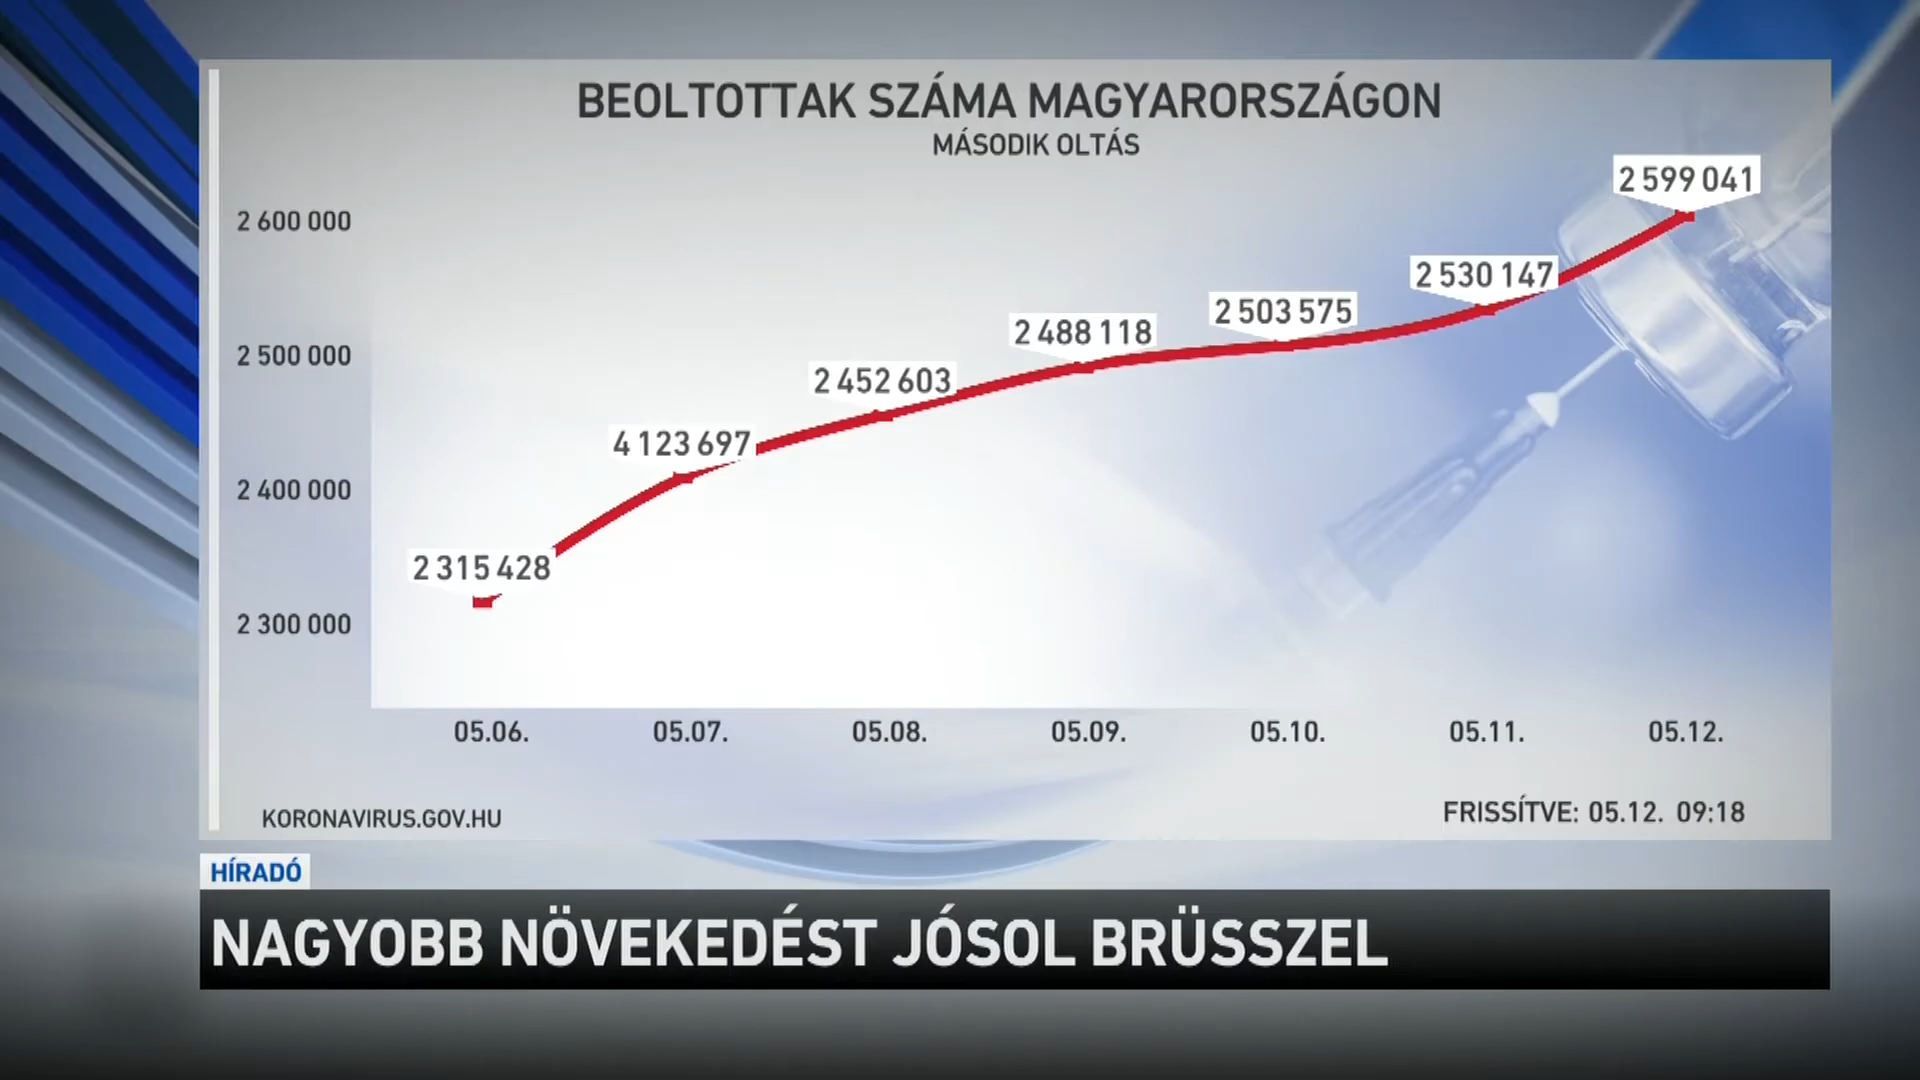 BEOLTOTTAK SZÁMA MAGYARORSZÁGON
MÁSODIK OLTÁS
2 600 000
2 500 000
2 400 000
2 300 000
2 315 428
4 123 697
2 452 603
2 488 118
2 503 575
2 530 147
2 599 041
05.06. 05.07. 05.08. 05.09. 05.10. 05.11. 05.12.
KORONAVIRUS.GOV.HU
FRISSÍTVE: 05.12. 09:18
HÍRADÓ
NAGYOBB NÖVEKEDÉST JÓSOL BRÜSSZEL